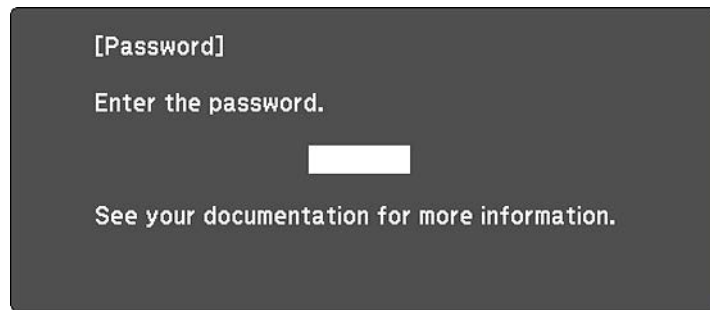 [Password]
Enter the password.
See your documentation for more information.